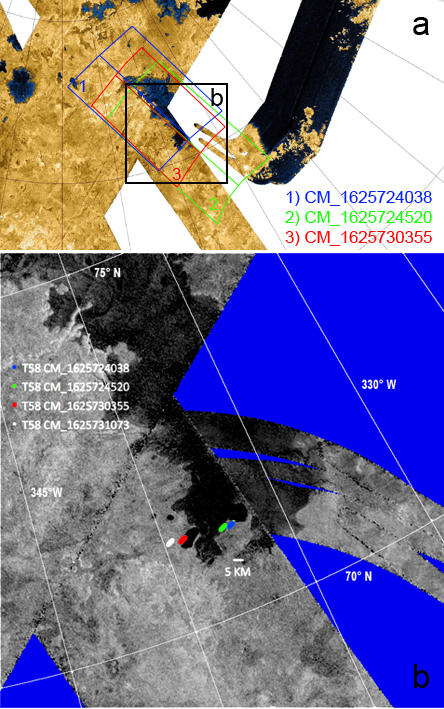 a
1
b
3
2
1) CM_1625724038
2) CM_1625724520
3) CM_1625730355
75° N
T58 CM_1625724038
T58 CM_1625724520
T58 CM_1625730355
T58 CM_1625731073
330° W
345°W
5 KM
70° N
b